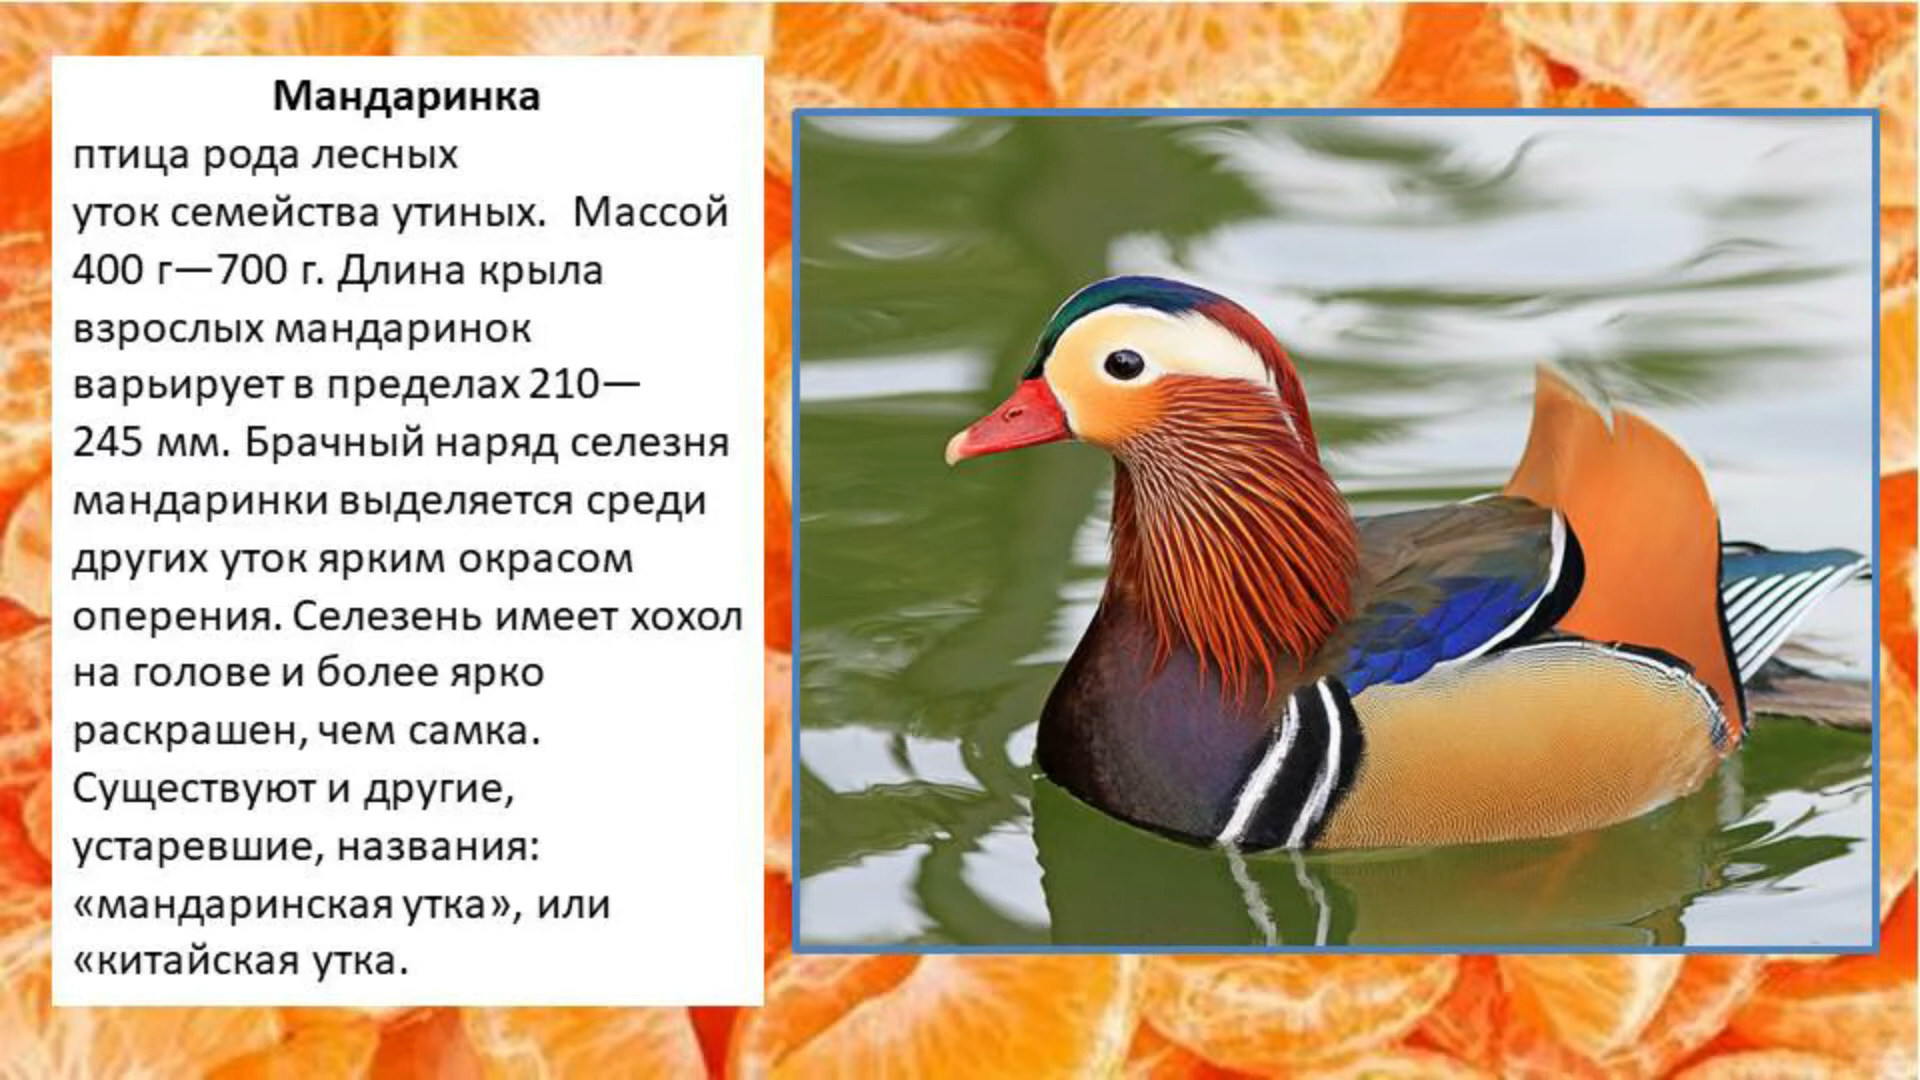 Мандаринка
птица рода лесных
уток семейства утиных. Массой
400 г—700 г. Длина крыла
взрослых мандаринок
варьирует в пределах 210—
245 мм. Брачный наряд селезня
мандаринки выделяется среди
других уток ярким окрасом
оперения. Селезень имеет хохол
на голове и более ярко
раскрашен, чем самка.
Существуют и другие,
устаревшие, названия:
«мандаринская утка», или
«китайская утка.